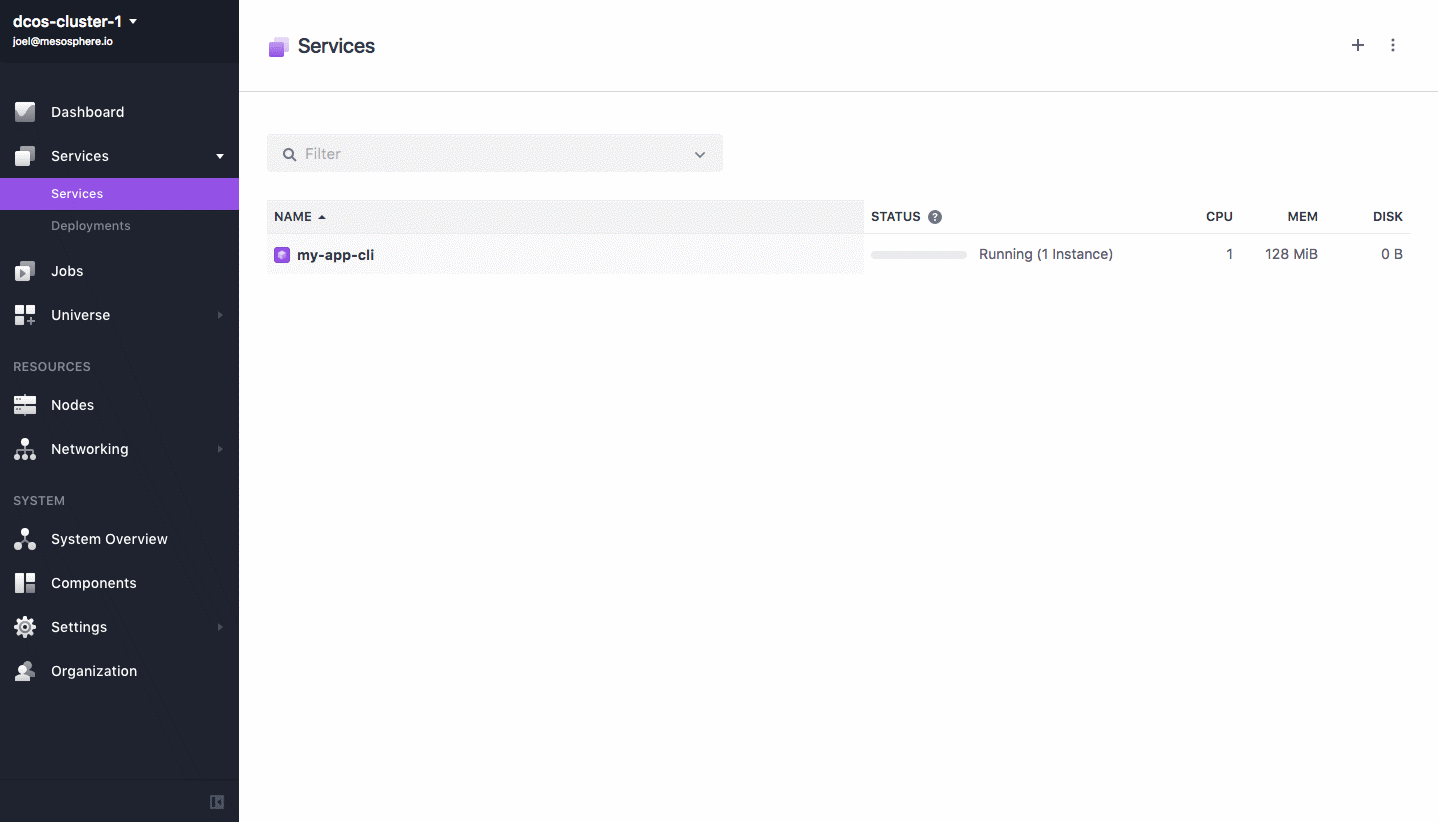 dcos-cluster-1
joel@mesosphere.io
Dashboard
Services
Services
Deployments
Jobs
Universe
RESOURCES
Nodes
Networking
SYSTEM
System Overview
Components
Settings
Organization
Services
Filter
NAME STATUS ? CPU MEM DISK
my-app-cli Running (1 Instance) 1 128 MiB 0 B